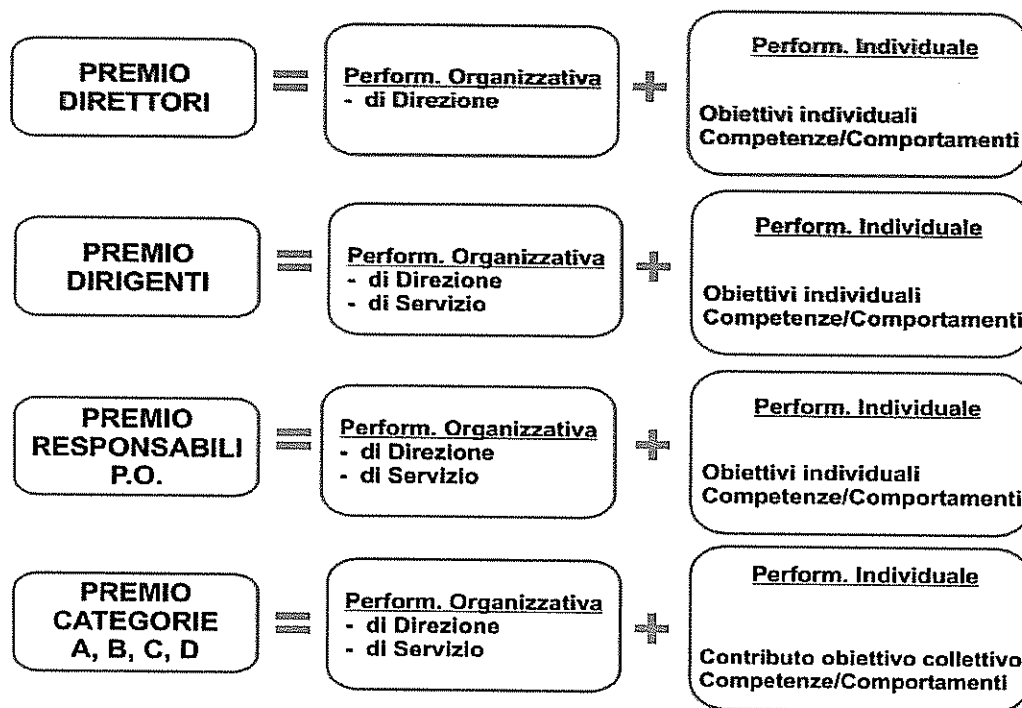 PREMIO
DIRETTORI
=
Perform. Organizzativa
- di Direzione
+
Perform. Individuale
Obiettivi individuali
Competenze/Comportamenti
PREMIO
DIRIGENTI
=
Perform. Organizzativa
- di Direzione
- di Servizio
+
Perform. Individuale
Obiettivi individuali
Competenze/Comportamenti
PREMIO
RESPONSABILI
P.O.
=
Perform. Organizzativa
- di Direzione
- di Servizio
+
Perform. Individuale
Obiettivi individuali
Competenze/Comportamenti
PREMIO
CATEGORIE
A, B, C, D
=
Perform. Organizzativa
- di Direzione
- di Servizio
+
Perform. Individuale
Contributo obiettivo collettivo
Competenze/Comportamenti